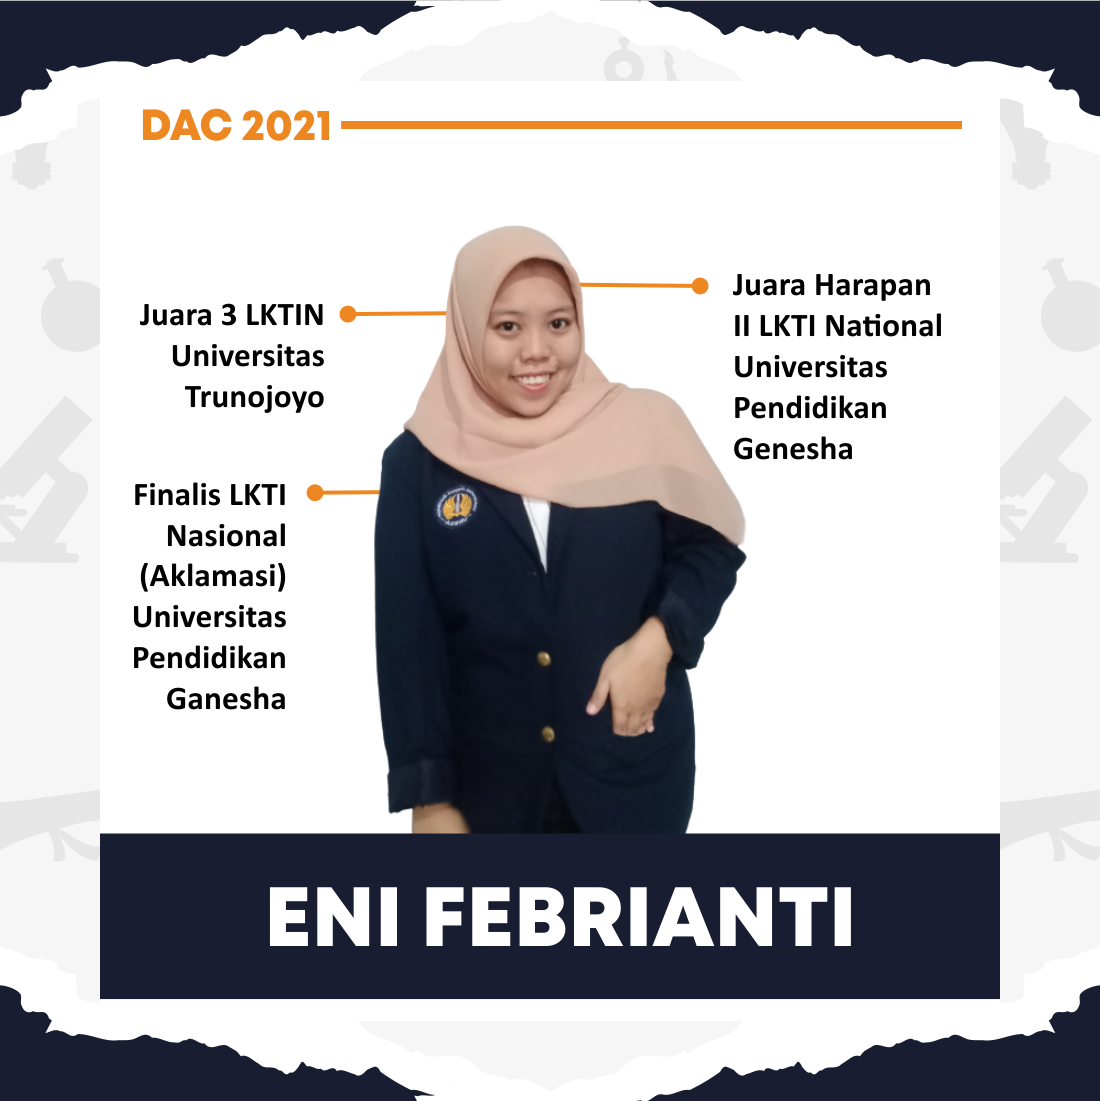 DAC 2021
Juara 3 LKTIN
Universitas
Trunojoyo
Finalis LKTI
Nasional
(Aklamasi)
Universitas
Pendidikan
Ganesha
Juara Harapan
II LKTI National
Universitas
Pendidikan
Genesha
ENI FEBRIANTI